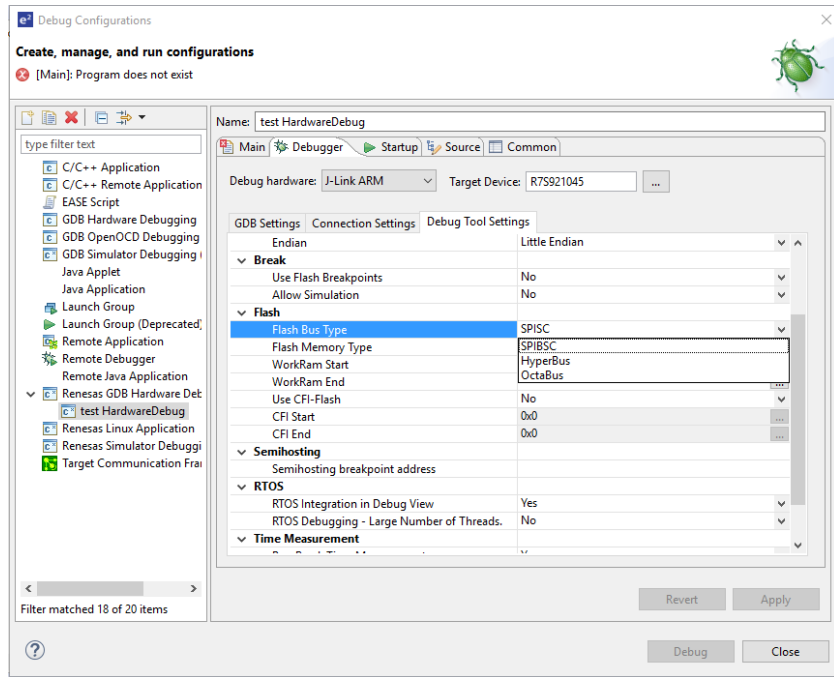 e² Debug Configurations
Create, manage, and run configurations
[Main]: Program does not exist
type filter text
C/C++ Application
C/C++ Remote Application
EASE Script
GDB Hardware Debugging
GDB OpenOCD Debugging
GDB Simulator Debugging (
Java Applet
Java Application
Launch Group
Launch Group (Deprecated)
Remote Application
Remote Debugger
Remote Java Application
Renesas GDB Hardware Deb
test HardwareDebug
Renesas Linux Application
Renesas Simulator Debuggi
Target Communication Fra
Filter matched 18 of 20 items
Name: test HardwareDebug
Main Debugger Startup Source Common
Debug hardware: J-Link ARM Target Device: R7S921045 ...
GDB Settings Connection Settings Debug Tool Settings
Endian Little Endian
Break
Use Flash Breakpoints No
Allow Simulation No
Flash
Flash Bus Type SPISC
Flash Memory Type SPIBSC
WorkRam Start HyperBus
WorkRam End OctaBus
Use CFI-Flash No
CFI Start 0x0 ...
CFI End 0x0 ...
Semihosting
Semihosting breakpoint address
RTOS
RTOS Integration in Debug View Yes
RTOS Debugging - Large Number of Threads. No
Time Measurement
Revert Apply
Debug Close